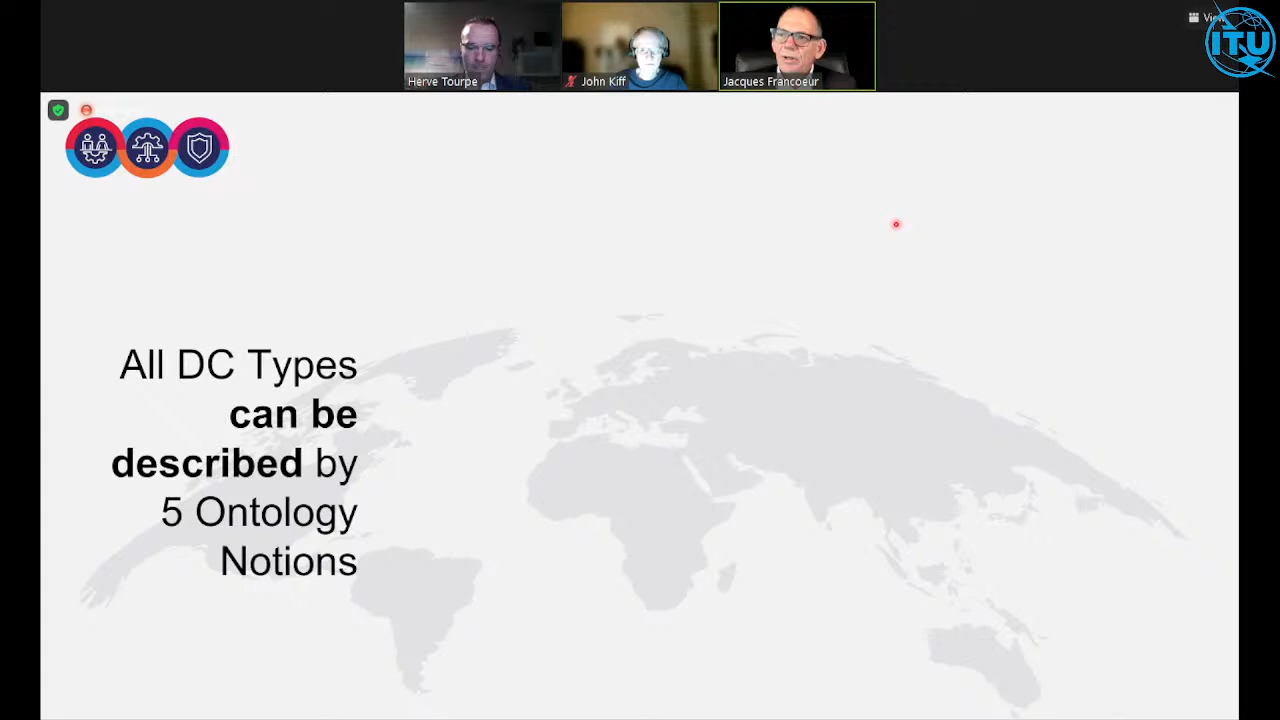 Herve Tourpe
John Kiff
Jacques Francoeur
ITU
All DC Types
can be
described by
5 Ontology
Notions